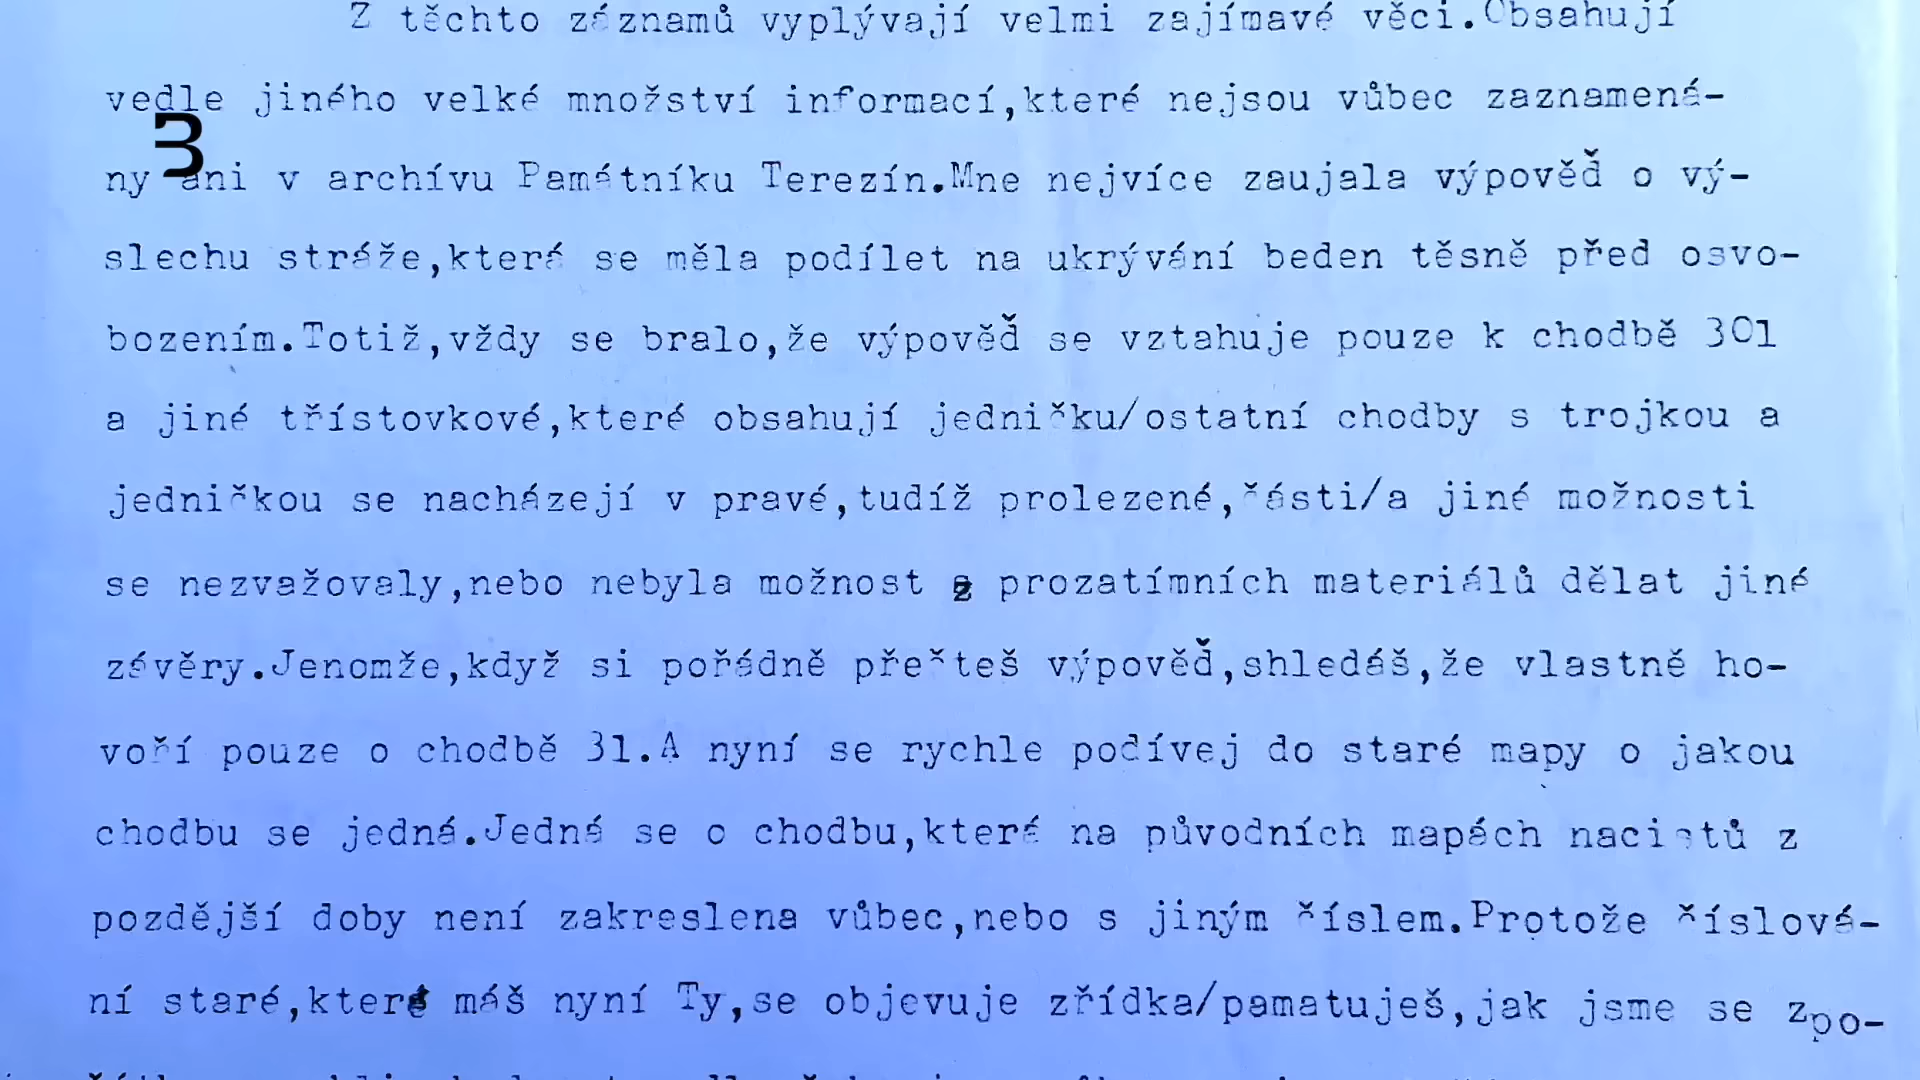 Z těchto záznamů vyplývají velmi zajímavé věci.Obsahují
vedle jiného velké množství informací,které nejsou vůbec zaznamená-
3
ny ani v archívu Památníku Terezín.Mne nejvíce zaujala výpověď o vý-
slechu stráže,která se měla podílet na ukrývání beden těsně před osvo-
bozením.Totiž,vždy se bralo,že výpověď se vztahuje pouze k chodbě 301
a jiné třístovkové,které obsahují jedničku/ostatní chodby s trojkou a
jedničkou se nacházejí v pravé,tudíž prolezené,části/a jiné možnosti
se nezvažovaly,nebo nebyla možnost z prozatímních materiálů dělat jiné
závěry.Jenomže,když si pořádně přečteš výpověď,shledáš,že vlastně ho-
voří pouze o chodbě 31.A nyní se rychle podívej do staré mapy o jakou
chodbu se jedná.Jedná se o chodbu,která na původních mapách nacistů z
pozdější doby není zakreslena vůbec,nebo s jiným číslem.Protože číslová-
ní staré,které máš nyní Ty,se objevuje zřídka/pamatuješ,jak jsme se zpo-